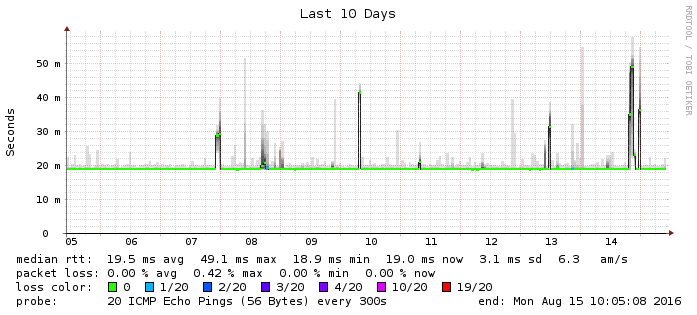 Last 10 Days
RRDTOOL / TOBI OETIKER
Seconds
50 m
40 m
30 m
20 m
10 m
0
05 06 07 08 09 10 11 12 13 14
median rtt: 19.5 ms avg 49.1 ms max 18.9 ms min 19.0 ms now 3.1 ms sd 6.3 am/s
packet loss: 0.00 % avg 0.42 % max 0.00 % min 0.00 % now
loss color: 0 1/20 2/20 3/20 4/20 10/20 19/20
probe: 20 ICMP Echo Pings (56 Bytes) every 300s end: Mon Aug 15 10:05:08 2016